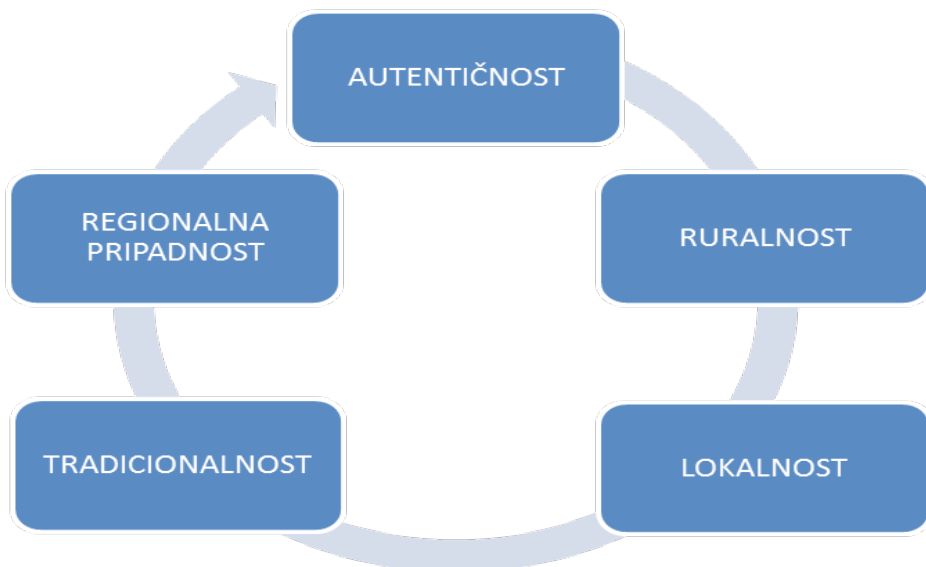 AUTENTIČNOST
RURALNOST
LOKALNOST
TRADICIONALNOST
REGIONALNA
PRIPADNOST